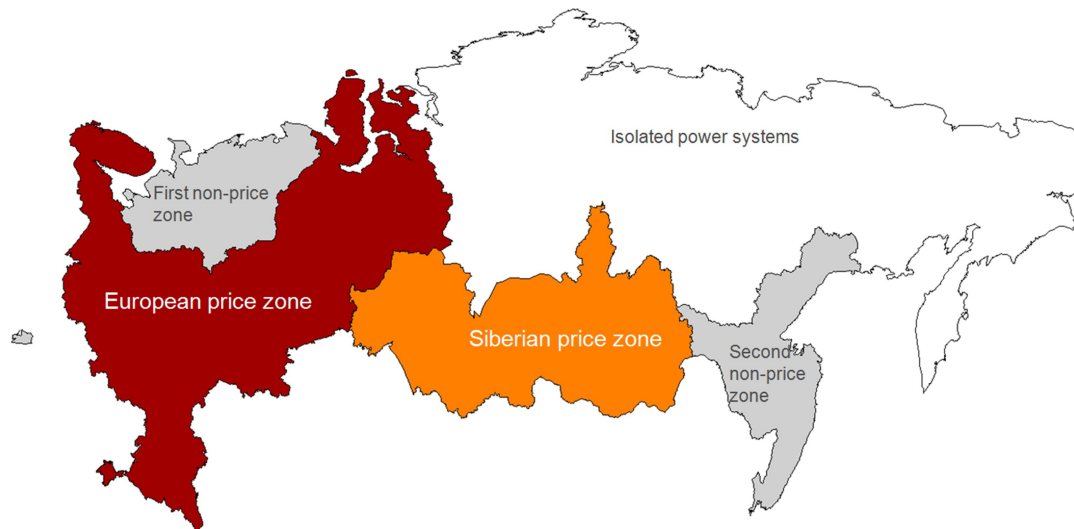 Isolated power systems
First non-price
zone
European price zone
Siberian price zone
Second
non-price
zone